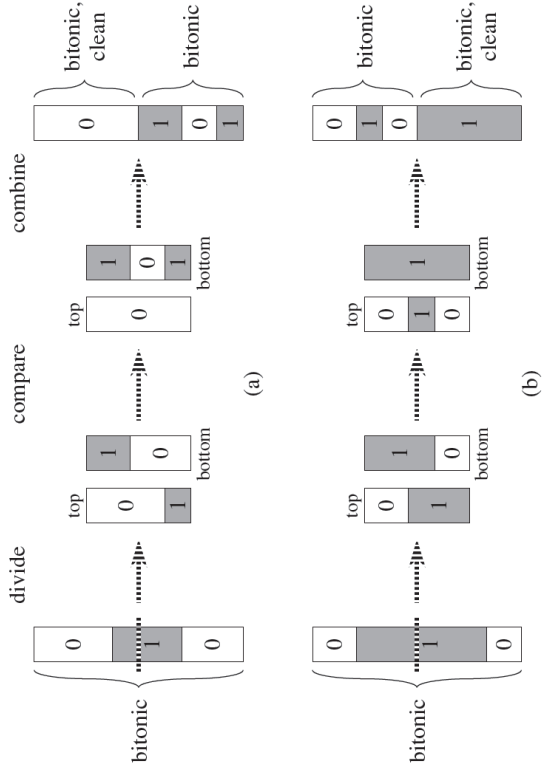 divide
compare
combine
bitonic
0
1
0
top
0
1
1
0
bottom
top
0
1
0
1
bottom
0
1
0
1
bitonic,
clean
bitonic
(a)
bitonic
0
1
0
top
0
1
1
0
bottom
top
0
1
0
1
bottom
0
1
0
1
bitonic
bitonic,
clean
(b)